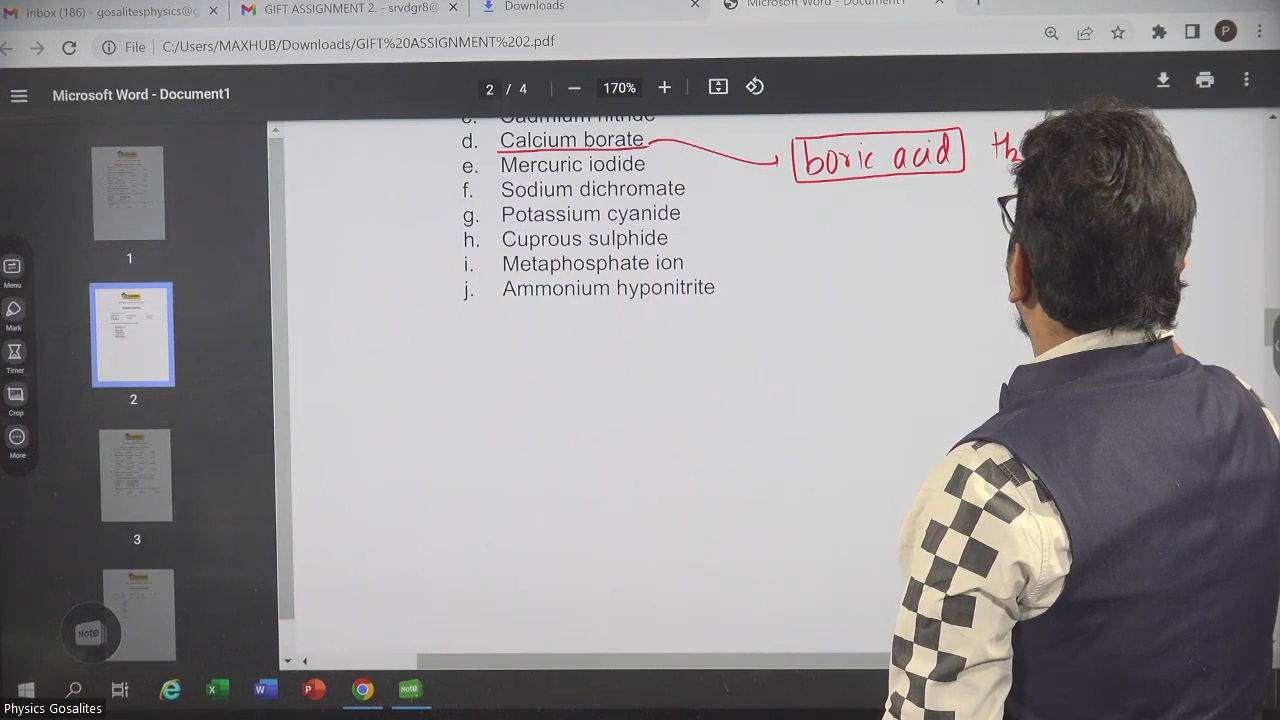 Inbox (186) - gosalitesphysics@g
GIFT ASSIGNMENT 2. - srvdgr8@
Downloads
Microsoft Word - Document1
File
C:/Users/MAXHUB/Downloads/GIFT%20ASSIGNMENT%202.pdf
P
Microsoft Word - Document1
2 / 4
170%
d. Calcium borate
boric acid
e. Mercuric iodide
f. Sodium dichromate
g. Potassium cyanide
h. Cuprous sulphide
i. Metaphosphate ion
j. Ammonium hyponitrite
1
2
3
Menu
Mark
Timer
Crop
More
Note
Note
Physics Gosalites